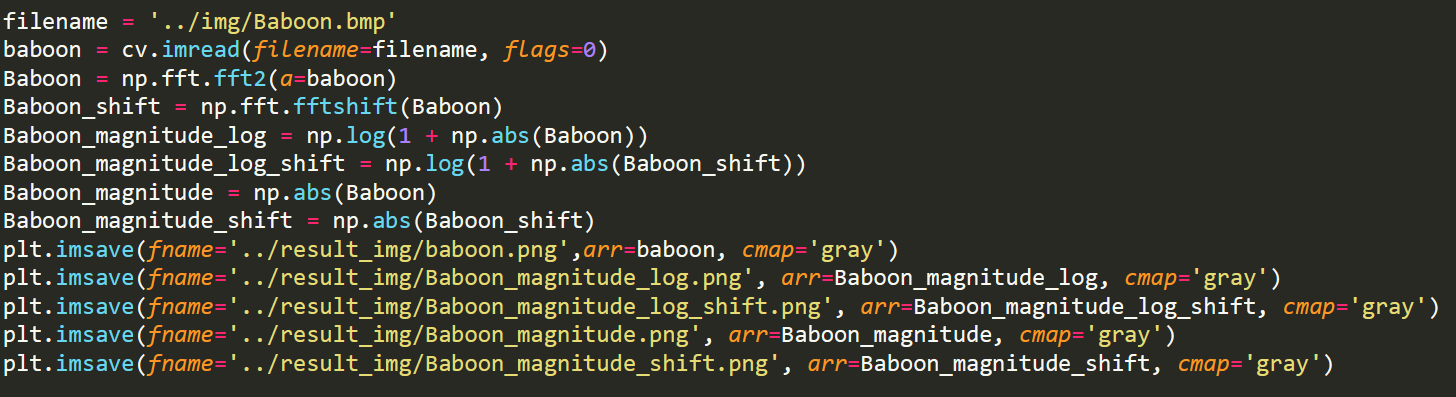 filename = '../img/Baboon.bmp'
baboon = cv.imread(filename=filename, flags=0)
Baboon = np.fft.fft2(a=baboon)
Baboon_shift = np.fft.fftshift(Baboon)
Baboon_magnitude_log = np.log(1 + np.abs(Baboon))
Baboon_magnitude_log_shift = np.log(1 + np.abs(Baboon_shift))
Baboon_magnitude = np.abs(Baboon)
Baboon_magnitude_shift = np.abs(Baboon_shift)
plt.imsave(fname='../result_img/baboon.png',arr=baboon, cmap='gray')
plt.imsave(fname='../result_img/Baboon_magnitude_log.png', arr=Baboon_magnitude_log, cmap='gray')
plt.imsave(fname='../result_img/Baboon_magnitude_log_shift.png', arr=Baboon_magnitude_log_shift, cmap='gray')
plt.imsave(fname='../result_img/Baboon_magnitude.png', arr=Baboon_magnitude, cmap='gray')
plt.imsave(fname='../result_img/Baboon_magnitude_shift.png', arr=Baboon_magnitude_shift, cmap='gray')